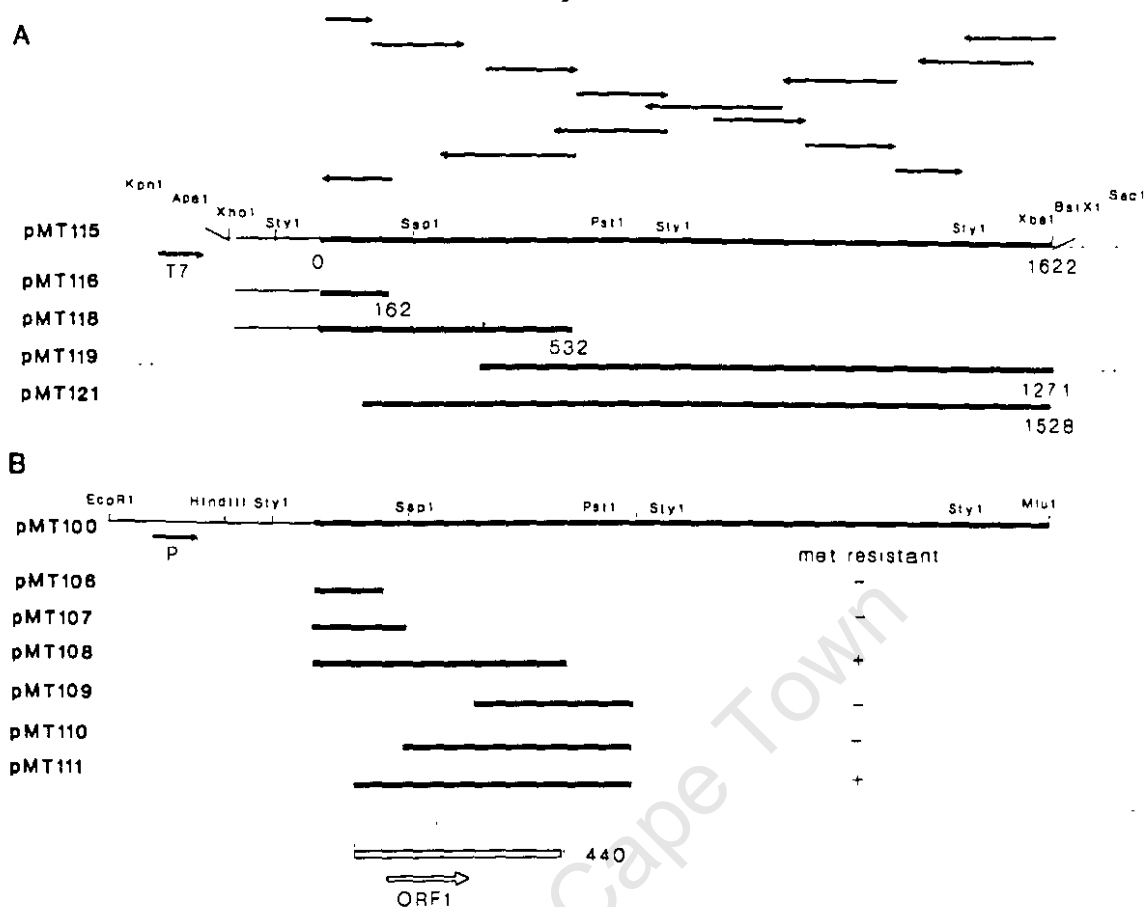 A
Kpn1
Apa1
Xho1
Sty1
Ssp1
Pst1
Sty1
Sty1
Xba1
BstX1
Sac1
pMT115
T7
0
1622
pMT116
162
pMT118
532
pMT119
1271
pMT121
1528
B
EcoR1
HindIII
Sty1
Ssp1
Pst1
Sty1
Sty1
Mlu1
pMT100
P
met resistant
pMT106
-
pMT107
-
pMT108
+
pMT109
-
pMT110
-
pMT111
+
440
ORF1
Cape Town